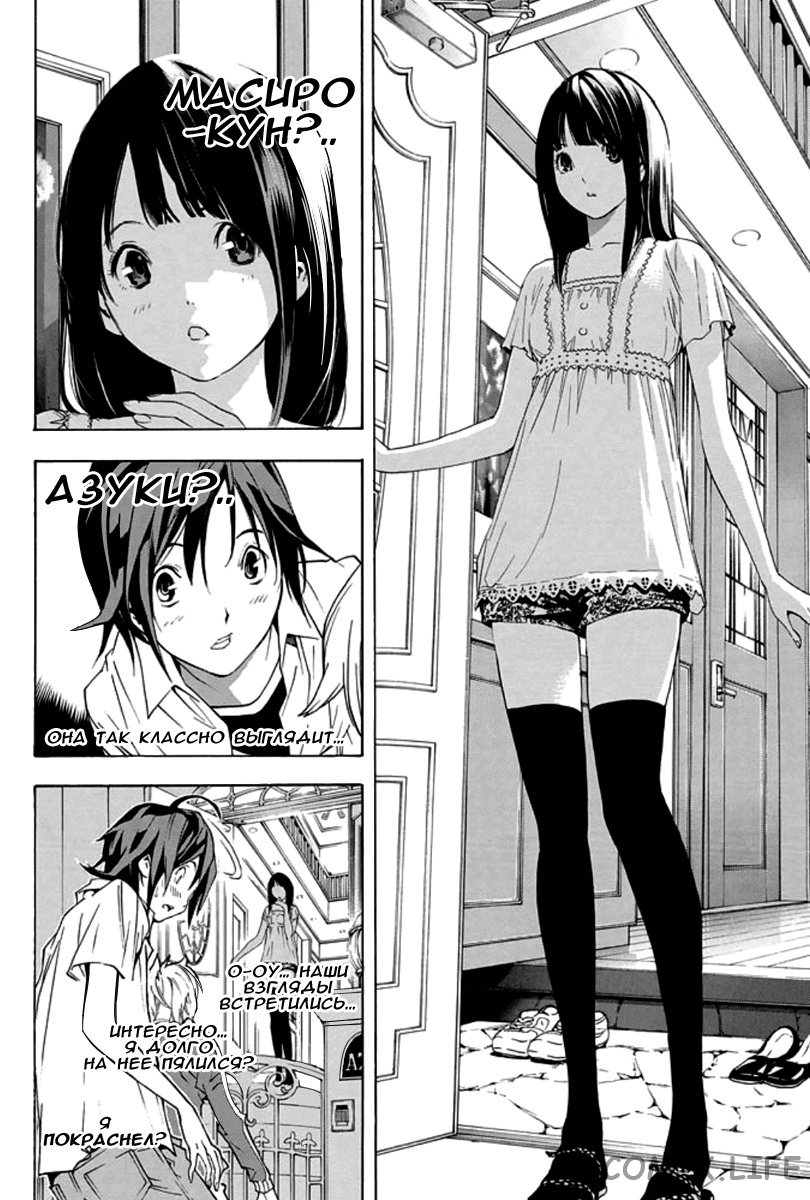 МАСИРО
-КУН?..
АЗУКИ?..
ОНА ТАК КЛАССНО ВЫГЛЯДИТ...
О-ОУ... НАШИ
ВЗГЛЯДЫ
ВСТРЕТИЛИСЬ...
ИНТЕРЕСНО...
Я ДОЛГО
НА НЕЕ ПЯЛИЛСЯ?
Я
ПОКРАСНЕЛ?